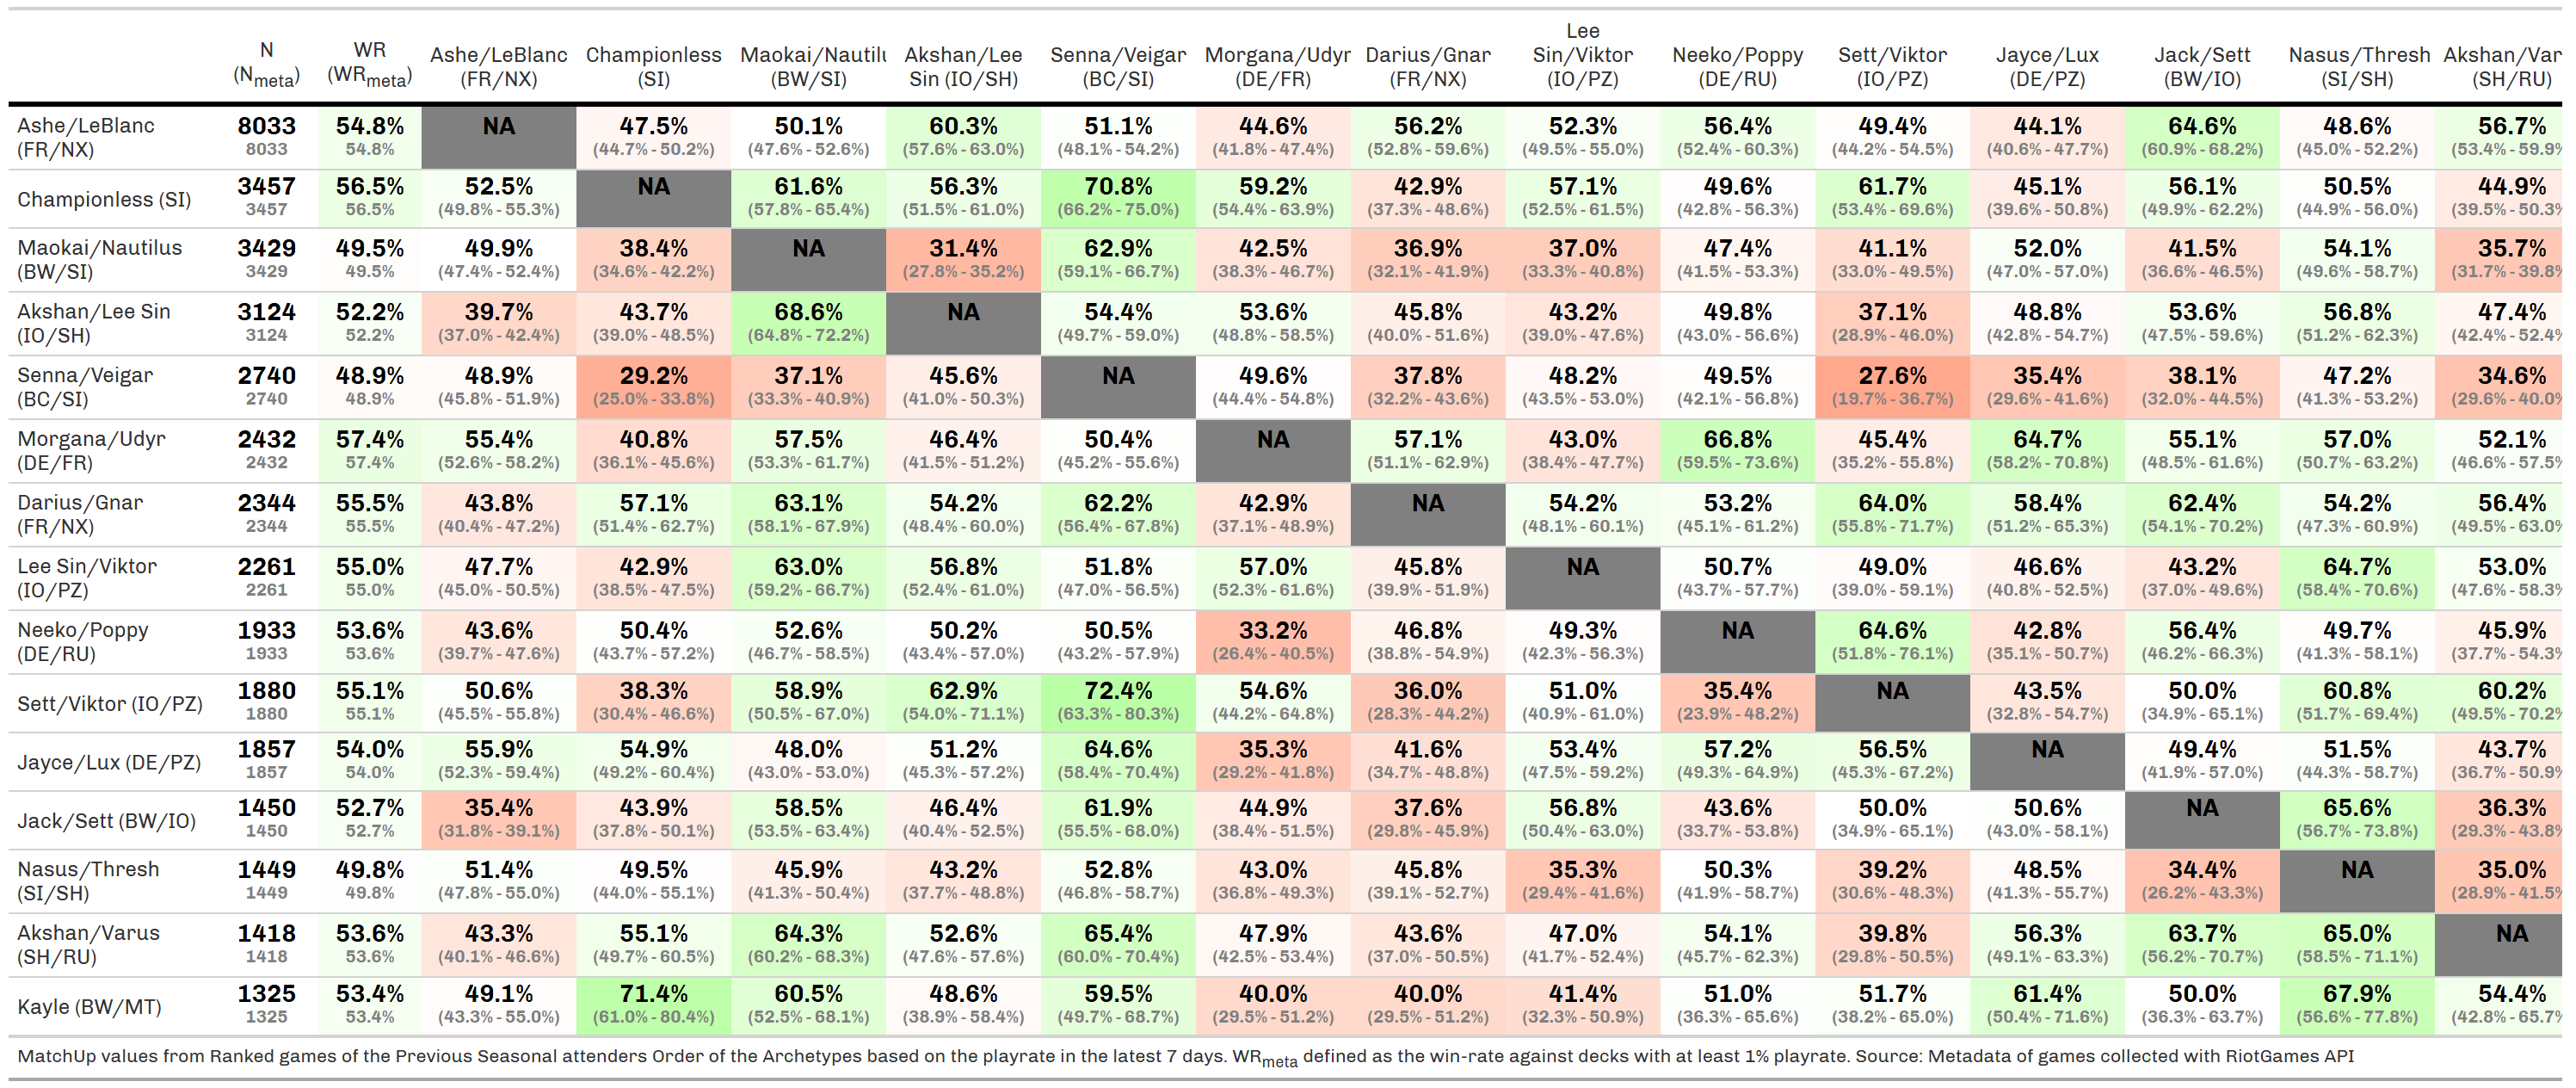 N WR Ashe/LeBlanc Championless Maokai/Nautilu Akshan/Lee Senna/Veigar Morgana/Udyr Darius/Gnar Lee Sin/Viktor Neeko/Poppy Sett/Viktor Jayce/Lux Jack/Sett Nasus/Thresh Akshan/Var
(Nmeta) (WRmeta) (FR/NX) (SI) (BW/SI) Sin (IO/SH) (BC/SI) (DE/FR) (FR/NX) (IO/PZ) (DE/RU) (IO/PZ) (DE/PZ) (BW/IO) (SI/SH) (SH/RU)
Ashe/LeBlanc 8033 54.8% NA 47.5% 50.1% 60.3% 51.1% 44.6% 56.2% 52.3% 56.4% 49.4% 44.1% 64.6% 48.6% 56.7%
(FR/NX) 8033 54.8% (44.7% - 50.2%) (47.6% - 52.6%) (57.6% - 63.0%) (48.1% - 54.2%) (41.8% - 47.4%) (52.8% - 59.6%) (49.5% - 55.0%) (52.4% - 60.3%) (44.2% - 54.5%) (40.6% - 47.7%) (60.9% - 68.2%) (45.0% - 52.2%) (53.4% - 59.9%
Championless (SI) 3457 56.5% 52.5% NA 61.6% 56.3% 70.8% 59.2% 42.9% 57.1% 49.6% 61.7% 45.1% 56.1% 50.5% 44.9%
3457 56.5% (49.8% - 55.3%) (57.8% - 65.4%) (51.5% - 61.0%) (66.2% - 75.0%) (54.4% - 63.9%) (37.3% - 48.6%) (52.5% - 61.5%) (42.8% - 56.3%) (53.4% - 69.6%) (39.6% - 50.8%) (49.9% - 62.2%) (44.9% - 56.0%) (39.5% - 50.3%
Maokai/Nautilus 3429 49.5% 49.9% 38.4% NA 31.4% 62.9% 42.5% 36.9% 37.0% 47.4% 41.1% 52.0% 41.5% 54.1% 35.7%
(BW/SI) 3429 49.5% (47.4% - 52.4%) (34.6% - 42.2%) (27.8% - 35.2%) (59.1% - 66.7%) (38.3% - 46.7%) (32.1% - 41.9%) (33.3% - 40.8%) (41.5% - 53.3%) (33.0% - 49.5%) (47.0% - 57.0%) (36.6% - 46.5%) (49.6% - 58.7%) (31.7% - 39.8%
Akshan/Lee Sin 3124 52.2% 39.7% 43.7% 68.6% NA 54.4% 53.6% 45.8% 43.2% 49.8% 37.1% 48.8% 53.6% 56.8% 47.4%
(IO/SH) 3124 52.2% (37.0% - 42.4%) (39.0% - 48.5%) (64.8% - 72.2%) (49.7% - 59.0%) (48.8% - 58.5%) (40.0% - 51.6%) (39.0% - 47.6%) (43.0% - 56.6%) (28.9% - 46.0%) (42.8% - 54.7%) (47.5% - 59.6%) (51.2% - 62.3%) (42.4% - 52.4%
Senna/Veigar 2740 48.9% 48.9% 29.2% 37.1% 45.6% NA 49.6% 37.8% 48.2% 49.5% 27.6% 35.4% 38.1% 47.2% 34.6%
(BC/SI) 2740 48.9% (45.8% - 51.9%) (25.0% - 33.8%) (33.3% - 40.9%) (41.0% - 50.3%) (44.4% - 54.8%) (32.2% - 43.6%) (43.5% - 53.0%) (42.1% - 56.8%) (19.7% - 36.7%) (29.6% - 41.6%) (32.0% - 44.5%) (41.3% - 53.2%) (29.6% - 40.0%
Morgana/Udyr 2432 57.4% 55.4% 40.8% 57.5% 46.4% 50.4% NA 57.1% 43.0% 66.8% 45.4% 64.7% 55.1% 57.0% 52.1%
(DE/FR) 2432 57.4% (52.6% - 58.2%) (36.1% - 45.6%) (53.3% - 61.7%) (41.5% - 51.2%) (45.2% - 55.6%) (51.1% - 62.9%) (38.4% - 47.7%) (59.5% - 73.6%) (35.2% - 55.8%) (58.2% - 70.8%) (48.5% - 61.6%) (50.7% - 63.2%) (46.6% - 57.5%
Darius/Gnar 2344 55.5% 43.8% 57.1% 63.1% 54.2% 62.2% 42.9% NA 54.2% 53.2% 64.0% 58.4% 62.4% 54.2% 56.4%
(FR/NX) 2344 55.5% (40.4% - 47.2%) (51.4% - 62.7%) (58.1% - 67.9%) (48.4% - 60.0%) (56.4% - 67.8%) (37.1% - 48.9%) (48.1% - 60.1%) (45.1% - 61.2%) (55.8% - 71.7%) (51.2% - 65.3%) (54.1% - 70.2%) (47.3% - 60.9%) (49.5% - 63.0%
Lee Sin/Viktor 2261 55.0% 47.7% 42.9% 63.0% 56.8% 51.8% 57.0% 45.8% NA 50.7% 49.0% 46.6% 43.2% 64.7% 53.0%
(IO/PZ) 2261 55.0% (45.0% - 50.5%) (38.5% - 47.5%) (59.2% - 66.7%) (52.4% - 61.0%) (47.0% - 56.5%) (52.3% - 61.6%) (39.9% - 51.9%) (43.7% - 57.7%) (39.0% - 59.1%) (40.8% - 52.5%) (37.0% - 49.6%) (58.4% - 70.6%) (47.6% - 58.3%
Neeko/Poppy 1933 53.6% 43.6% 50.4% 52.6% 50.2% 50.5% 33.2% 46.8% 49.3% NA 64.6% 42.8% 56.4% 49.7% 45.9%
(DE/RU) 1933 53.6% (39.7% - 47.6%) (43.7% - 57.2%) (46.7% - 58.5%) (43.4% - 57.0%) (43.2% - 57.9%) (26.4% - 40.5%) (38.8% - 54.9%) (42.3% - 56.3%) (51.8% - 76.1%) (35.1% - 50.7%) (46.2% - 66.3%) (41.3% - 58.1%) (37.7% - 54.3%
Sett/Viktor (IO/PZ) 1880 55.1% 50.6% 38.3% 58.9% 62.9% 72.4% 54.6% 36.0% 51.0% 35.4% NA 43.5% 50.0% 60.8% 60.2%
1880 55.1% (45.5% - 55.8%) (30.4% - 46.6%) (50.5% - 67.0%) (54.0% - 71.1%) (63.3% - 80.3%) (44.2% - 64.8%) (28.3% - 44.2%) (40.9% - 61.0%) (23.9% - 48.2%) (32.8% - 54.7%) (34.9% - 65.1%) (51.7% - 69.4%) (49.5% - 70.2%
Jayce/Lux (DE/PZ) 1857 54.0% 55.9% 54.9% 48.0% 51.2% 64.6% 35.3% 41.6% 53.4% 57.2% 56.5% NA 49.4% 51.5% 43.7%
1857 54.0% (52.3% - 59.4%) (49.2% - 60.4%) (43.0% - 53.0%) (45.3% - 57.2%) (58.4% - 70.4%) (29.2% - 41.8%) (34.7% - 48.8%) (47.5% - 59.2%) (49.3% - 64.9%) (45.3% - 67.2%) (41.9% - 57.0%) (44.3% - 58.7%) (36.7% - 50.9%
Jack/Sett (BW/IO) 1450 52.7% 35.4% 43.9% 58.5% 46.4% 61.9% 44.9% 37.6% 56.8% 43.6% 50.0% 50.6% NA 65.6% 36.3%
1450 52.7% (31.8% - 39.1%) (37.8% - 50.1%) (53.5% - 63.4%) (40.4% - 52.5%) (55.5% - 68.0%) (38.4% - 51.5%) (29.8% - 45.9%) (50.4% - 63.0%) (33.7% - 53.8%) (34.9% - 65.1%) (43.0% - 58.1%) (56.7% - 73.8%) (29.3% - 43.8%
Nasus/Thresh 1449 49.8% 51.4% 49.5% 45.9% 43.2% 52.8% 43.0% 45.8% 35.3% 50.3% 39.2% 48.5% 34.4% NA 35.0%
(SI/SH) 1449 49.8% (47.8% - 55.0%) (44.0% - 55.1%) (41.3% - 50.4%) (37.7% - 48.8%) (46.8% - 58.7%) (36.8% - 49.3%) (39.1% - 52.7%) (29.4% - 41.6%) (41.9% - 58.7%) (30.6% - 48.3%) (41.3% - 55.7%) (26.2% - 43.3%) (28.9% - 41.5%
Akshan/Varus 1418 53.6% 43.3% 55.1% 64.3% 52.6% 65.4% 47.9% 43.6% 47.0% 54.1% 39.8% 56.3% 63.7% 65.0% NA
(SH/RU) 1418 53.6% (40.1% - 46.6%) (49.7% - 60.5%) (60.2% - 68.3%) (47.6% - 57.6%) (60.0% - 70.4%) (42.5% - 53.4%) (37.0% - 50.5%) (41.7% - 52.4%) (45.7% - 62.3%) (29.8% - 50.5%) (49.1% - 63.3%) (56.2% - 70.7%) (58.5% - 71.1%)
Kayle (BW/MT) 1325 53.4% 49.1% 71.4% 60.5% 48.6% 59.5% 40.0% 40.0% 41.4% 51.0% 51.7% 61.4% 50.0% 67.9% 54.4%
1325 53.4% (43.3% - 55.0%) (61.0% - 80.4%) (52.5% - 68.1%) (38.9% - 58.4%) (49.7% - 68.7%) (29.5% - 51.2%) (29.5% - 51.2%) (32.3% - 50.9%) (36.3% - 65.6%) (38.2% - 65.0%) (50.4% - 71.6%) (36.3% - 63.7%) (56.6% - 77.8%) (42.8% - 65.7%
MatchUp values from Ranked games of the Previous Seasonal attenders Order of the Archetypes based on the playrate in the latest 7 days. WRmeta defined as the win-rate against decks with at least 1% playrate. Source: Metadata of games collected with RiotGames API